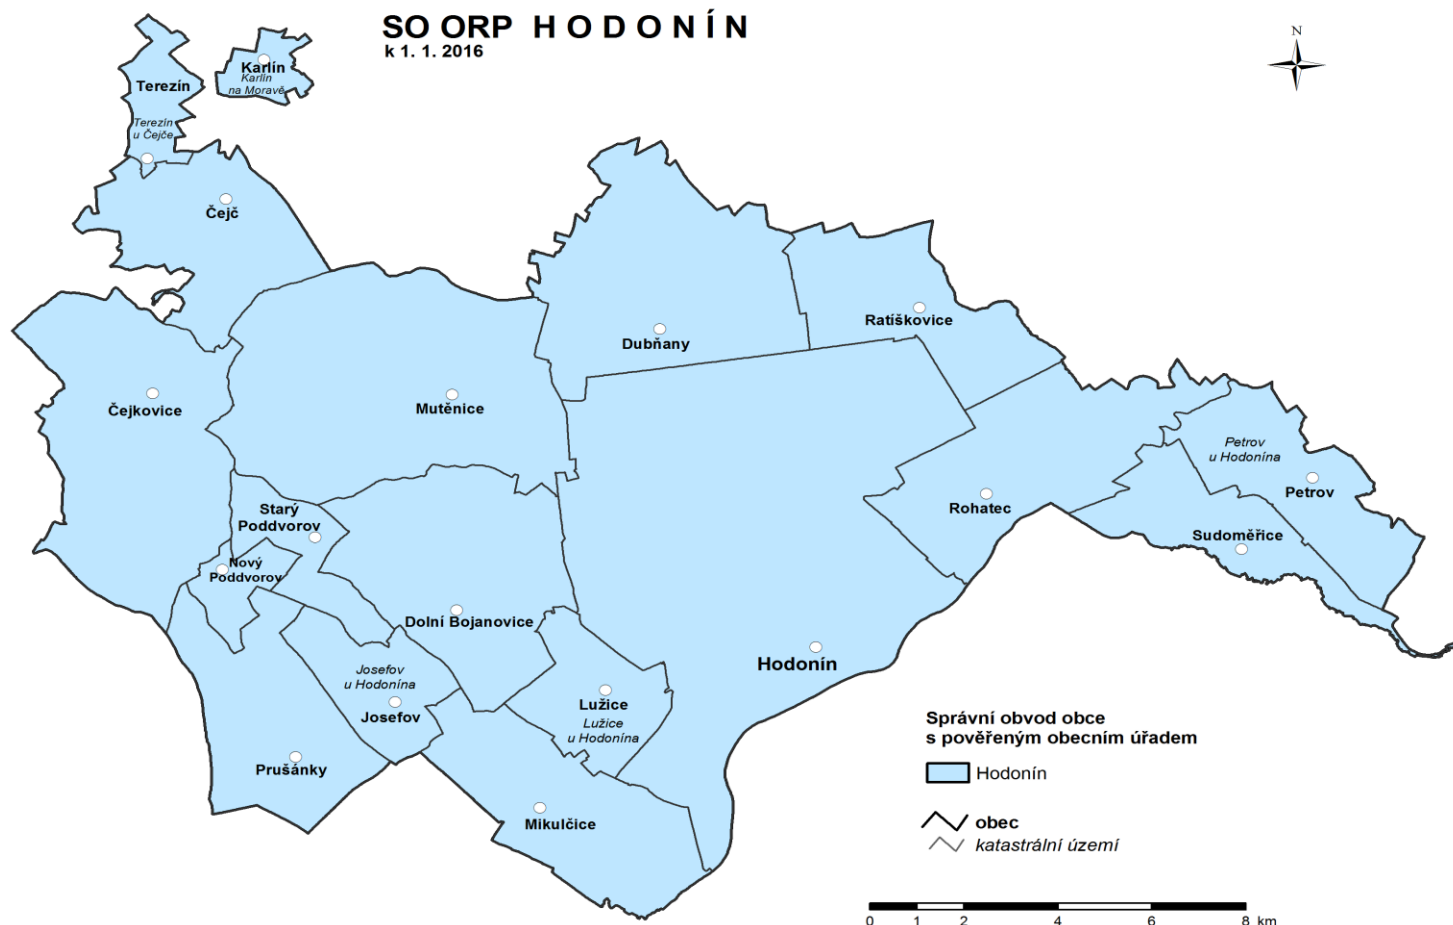 SO ORP H O D O N Í N
k 1. 1. 2016
N
Karlín
Karlín
na Moravě
Terezín
Terezín
u Čejče
Čejč
Ratíškovice
Dubňany
Čejkovice
Mutěnice
Petrov
u Hodonína
Petrov
Starý
Poddvorov
Rohatec
Sudoměřice
Nový
Poddvorov
Dolní Bojanovice
Hodonín
Josefov
u Hodonína
Josefov
Lužice
Lužice
u Hodonína
Prušánky
Mikulčice
Správní obvod obce
s pověřeným obecním úřadem
Hodonín
obec
katastrální území
0 1 2 4 6 8 km